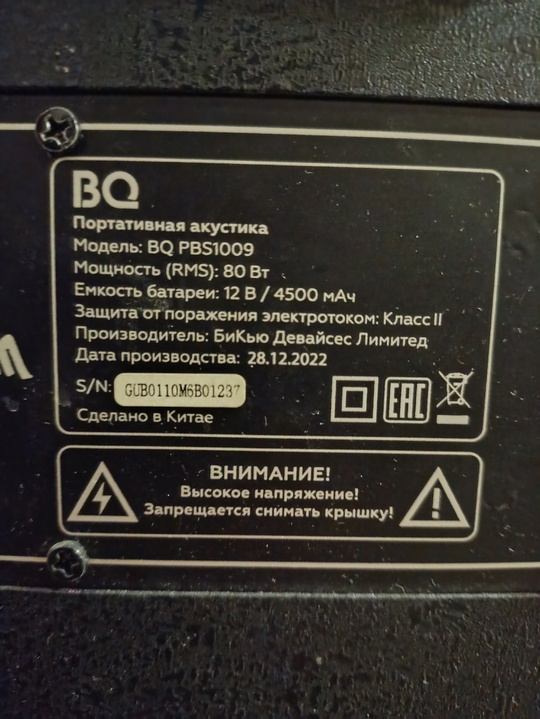 BQ
Портативная акустика
Модель: BQ PBS1009
Мощность (RMS): 80 Вт
Емкость батареи: 12 В / 4500 мАч
Защита от поражения электротоком: Класс II
Производитель: БиКью Девайсес Лимитед
Дата производства: 28.12.2022
S/N: GUB0110M6B01237
EAC
Сделано в Китае
ВНИМАНИЕ!
Высокое напряжение!
Запрещается снимать крышку!